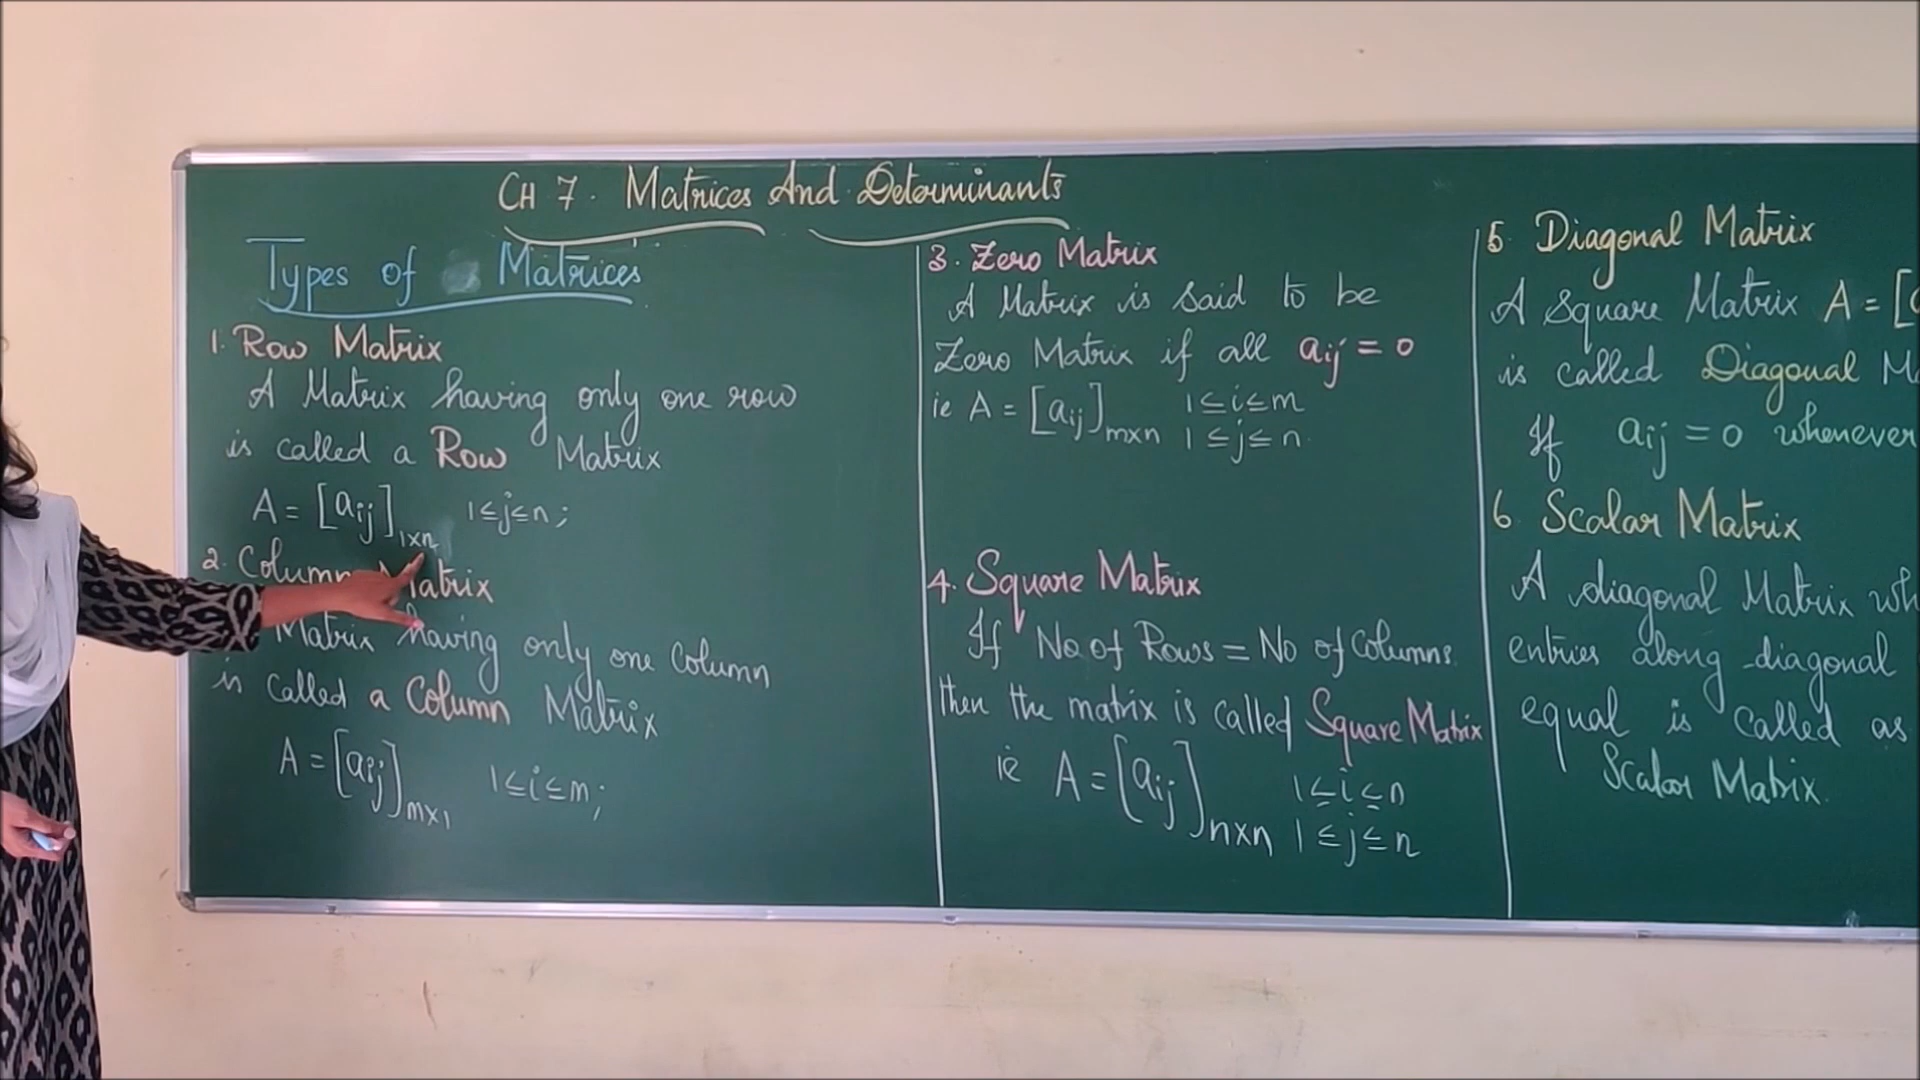 CH 7. Matrices And Determinants
Types of Matrices
1. Row Matrix
A Matrix having only one row
is called a Row Matrix
A = [aij]1×n 1≤j≤n;
2. Column Matrix
Matrix having only one Column
is called a Column Matrix
A = [aij]m×1 1≤i≤m;
3. Zero Matrix
A Matrix is said to be
Zero Matrix if all aij = 0
ie A = [aij]m×n 1≤i≤m
1≤j≤n.
4. Square Matrix
If No of Rows = No of Columns
then the matrix is called Square Matrix
ie A = [aij]n×n 1≤i≤n
1≤j≤n
5 Diagonal Matrix
A Square Matrix A = [
is called Diagonal
If aij = 0 whenever
6 Scalar Matrix
A diagonal Matrix
entries along diagonal
equal is called as
Scalar Matrix.